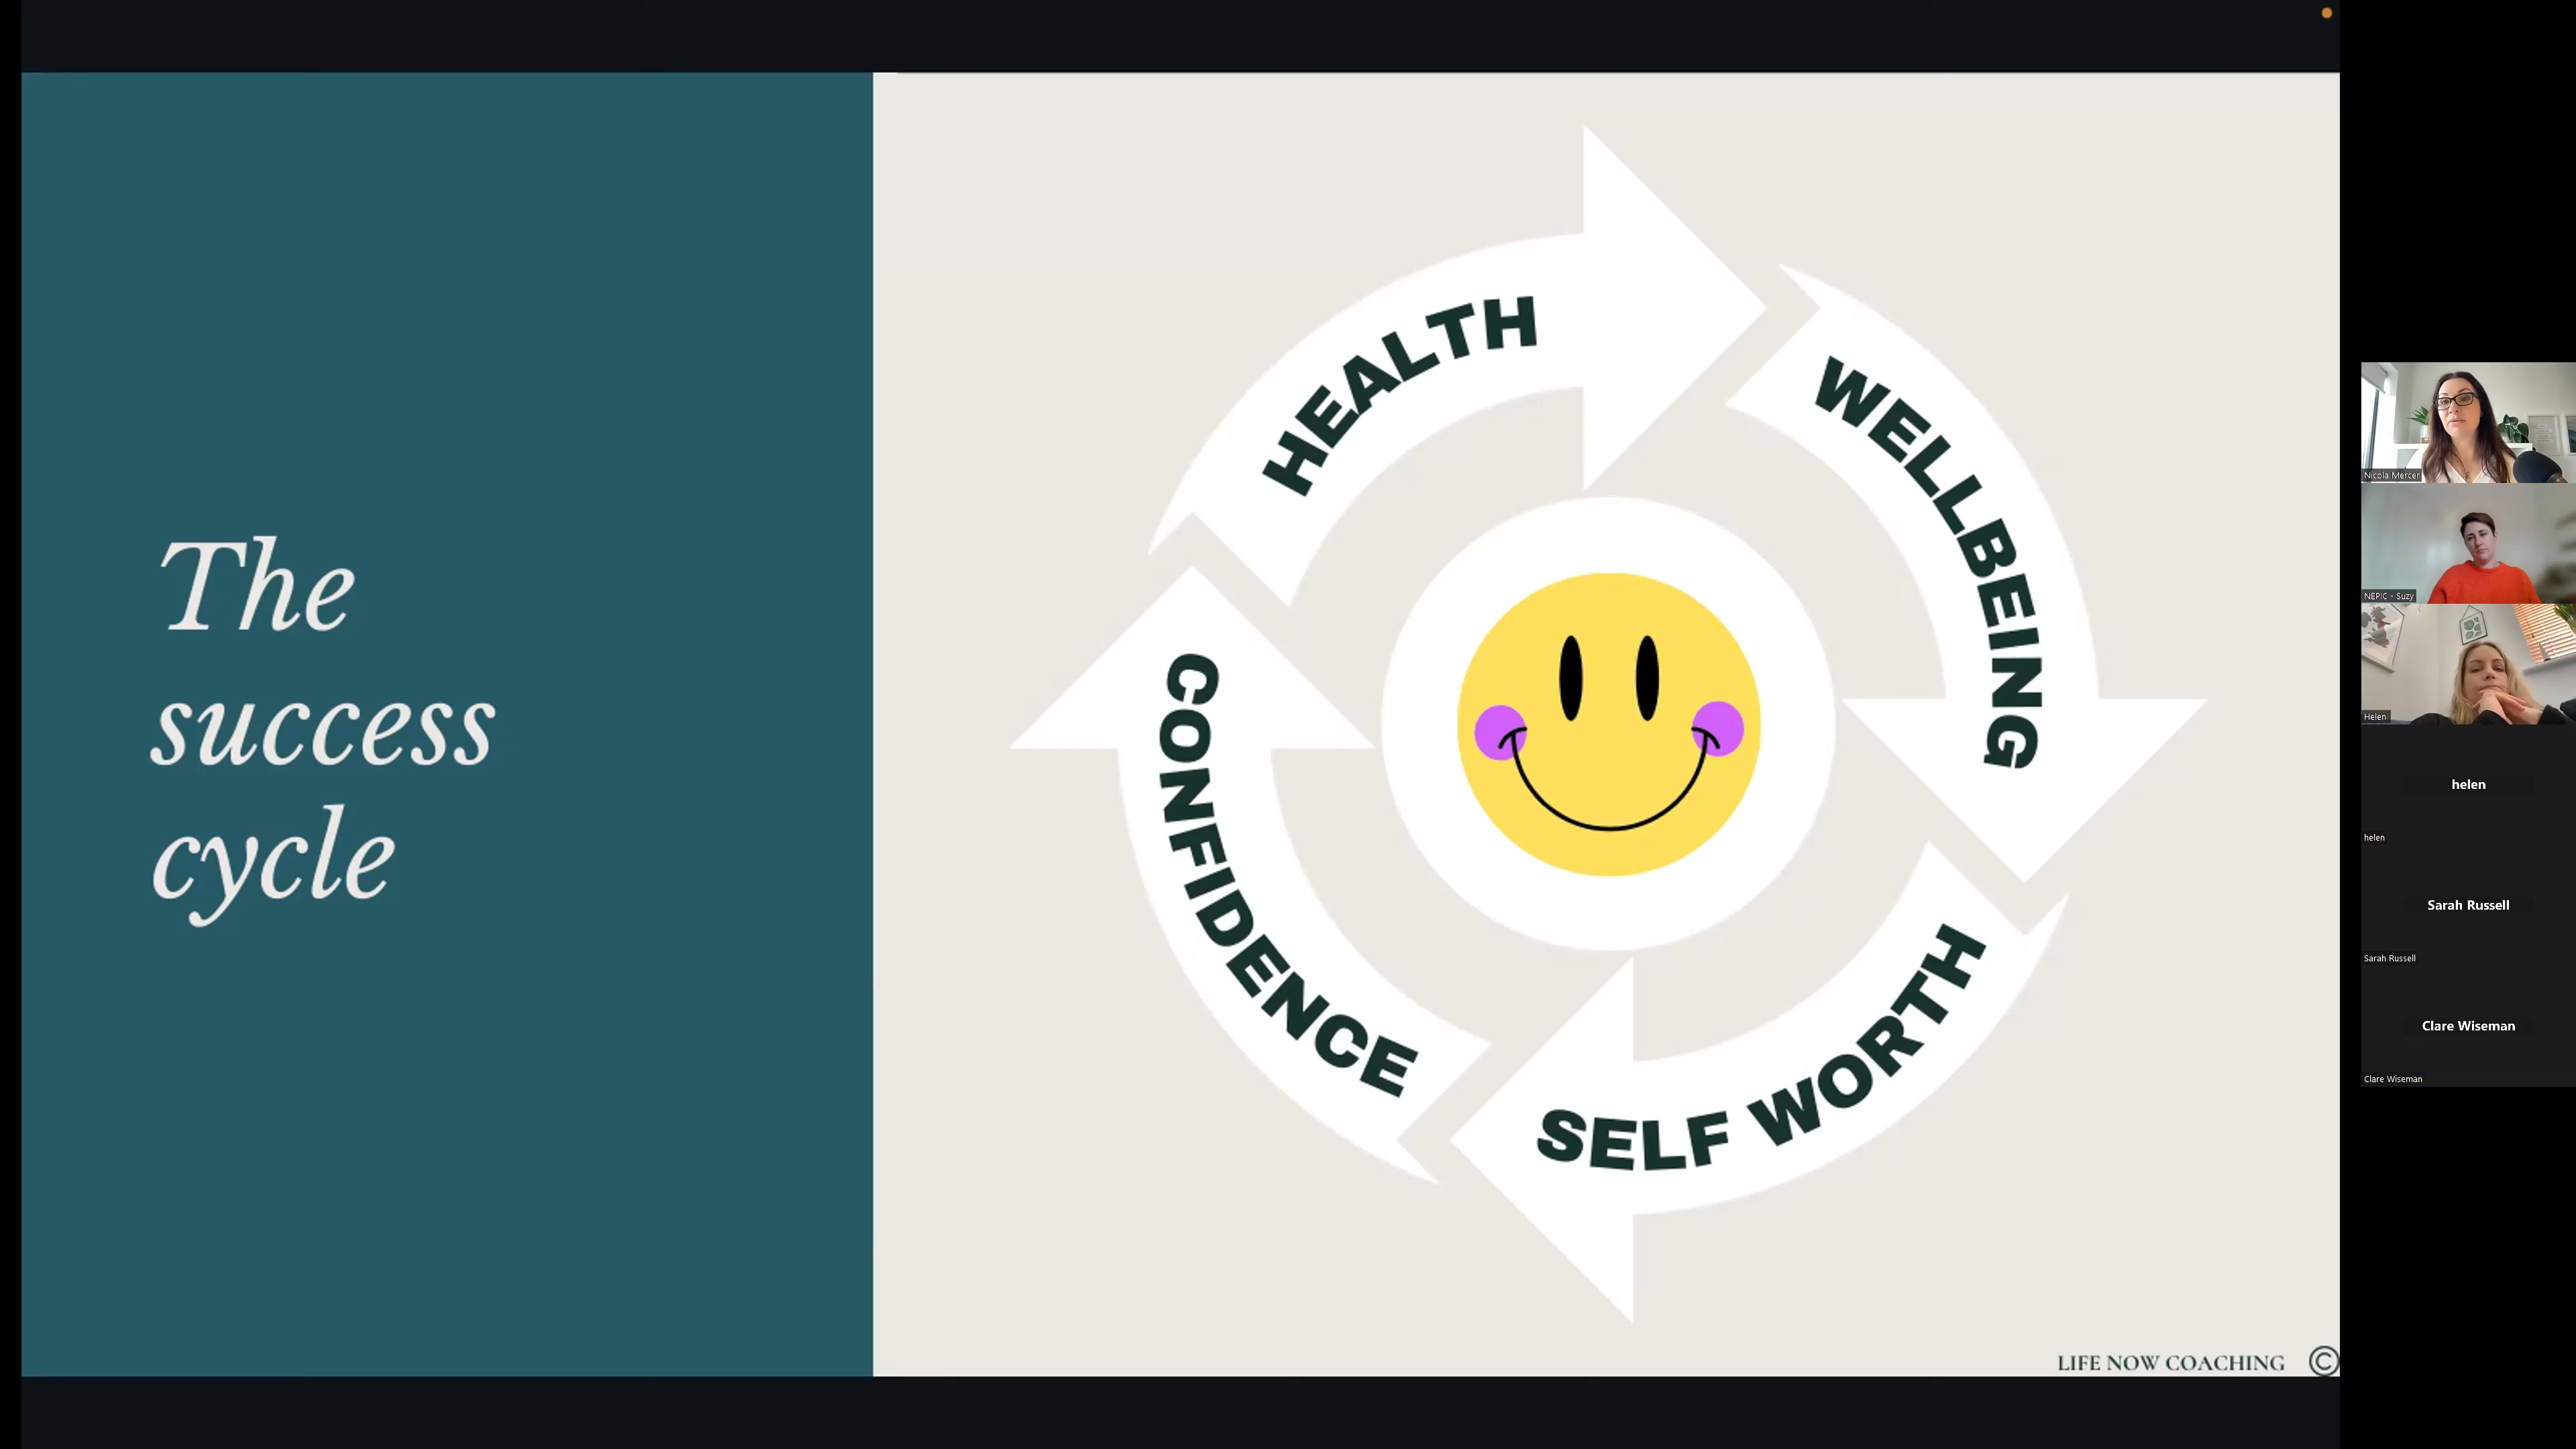 The
success
cycle
HEALTH
WELLBEING
SELF WORTH
CONFIDENCE
LIFE NOW COACHING ©
Nicola Mercer
NEPIC - Suzy
Helen
helen
helen
Sarah Russell
Sarah Russell
Clare Wiseman
Clare Wiseman